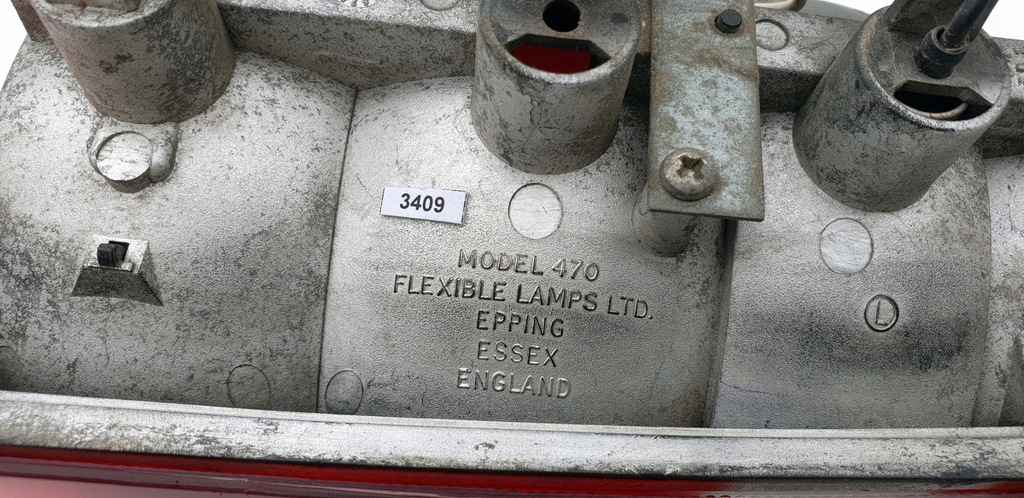 3409
MODEL 470
FLEXIBLE LAMPS LTD.
EPPING
ESSEX
ENGLAND
L